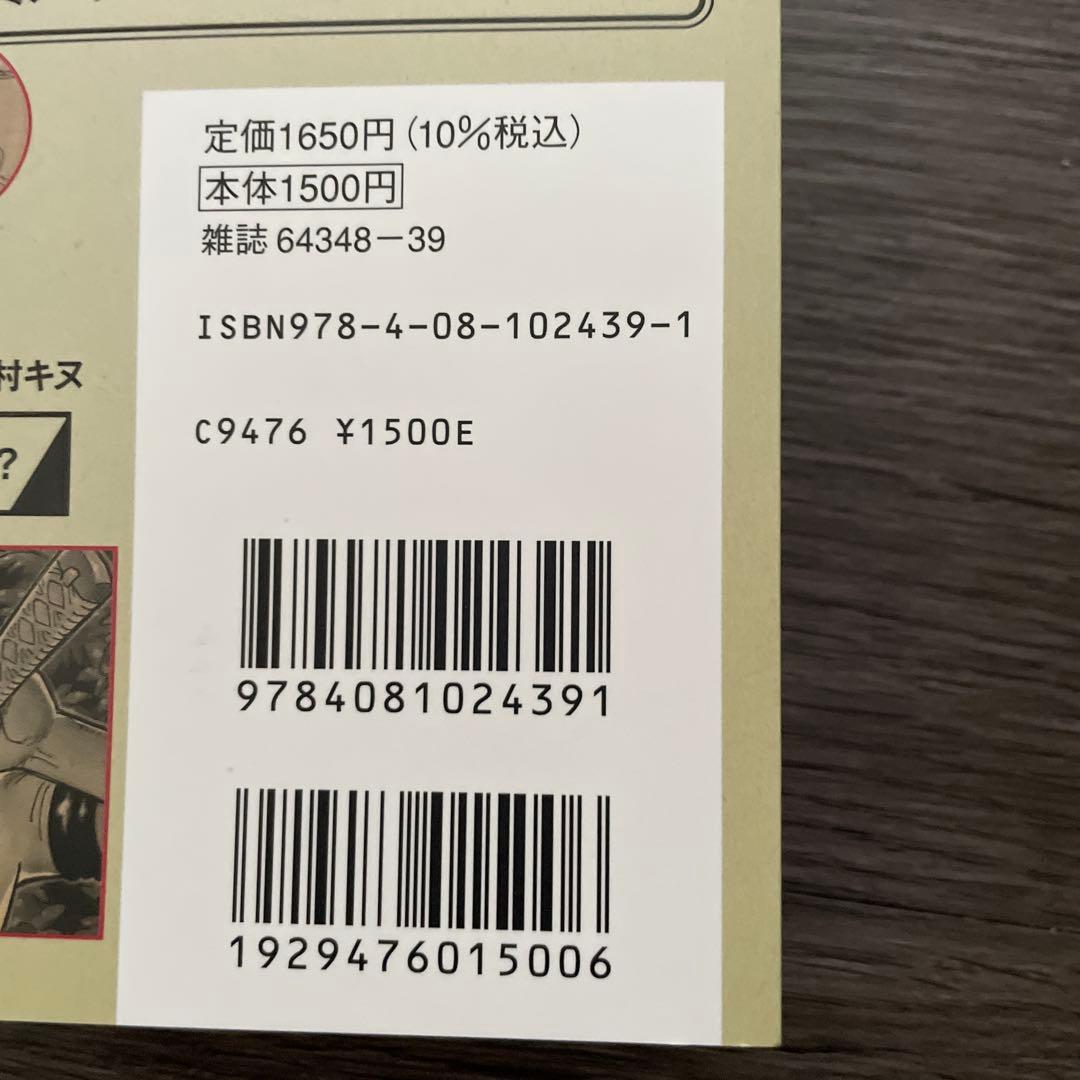 定価1650円(10%税込)
本体1500円
雑誌 64348−39
ISBN978-4-08-102439-1
村キヌ
C9476 ¥1500E
?
9784081024391
1929476015006